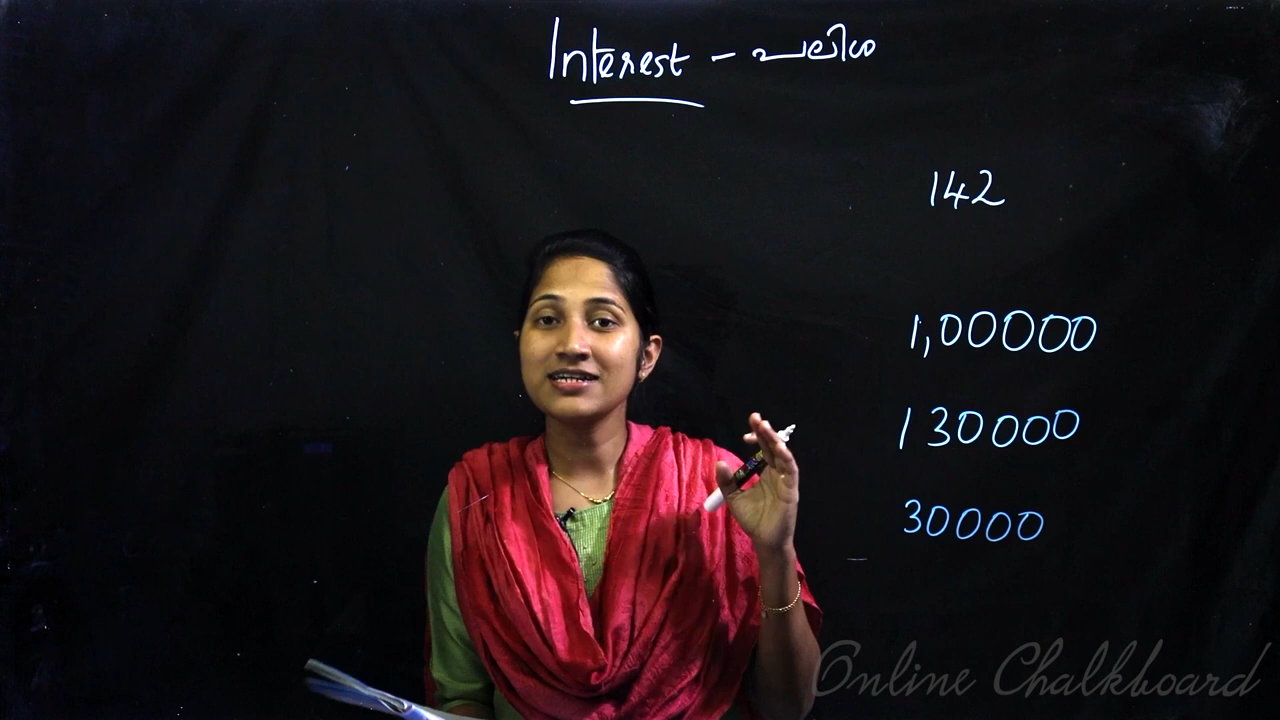 Interest - പലിശ
142
1,00000
130000
30000
Online Chalkboard